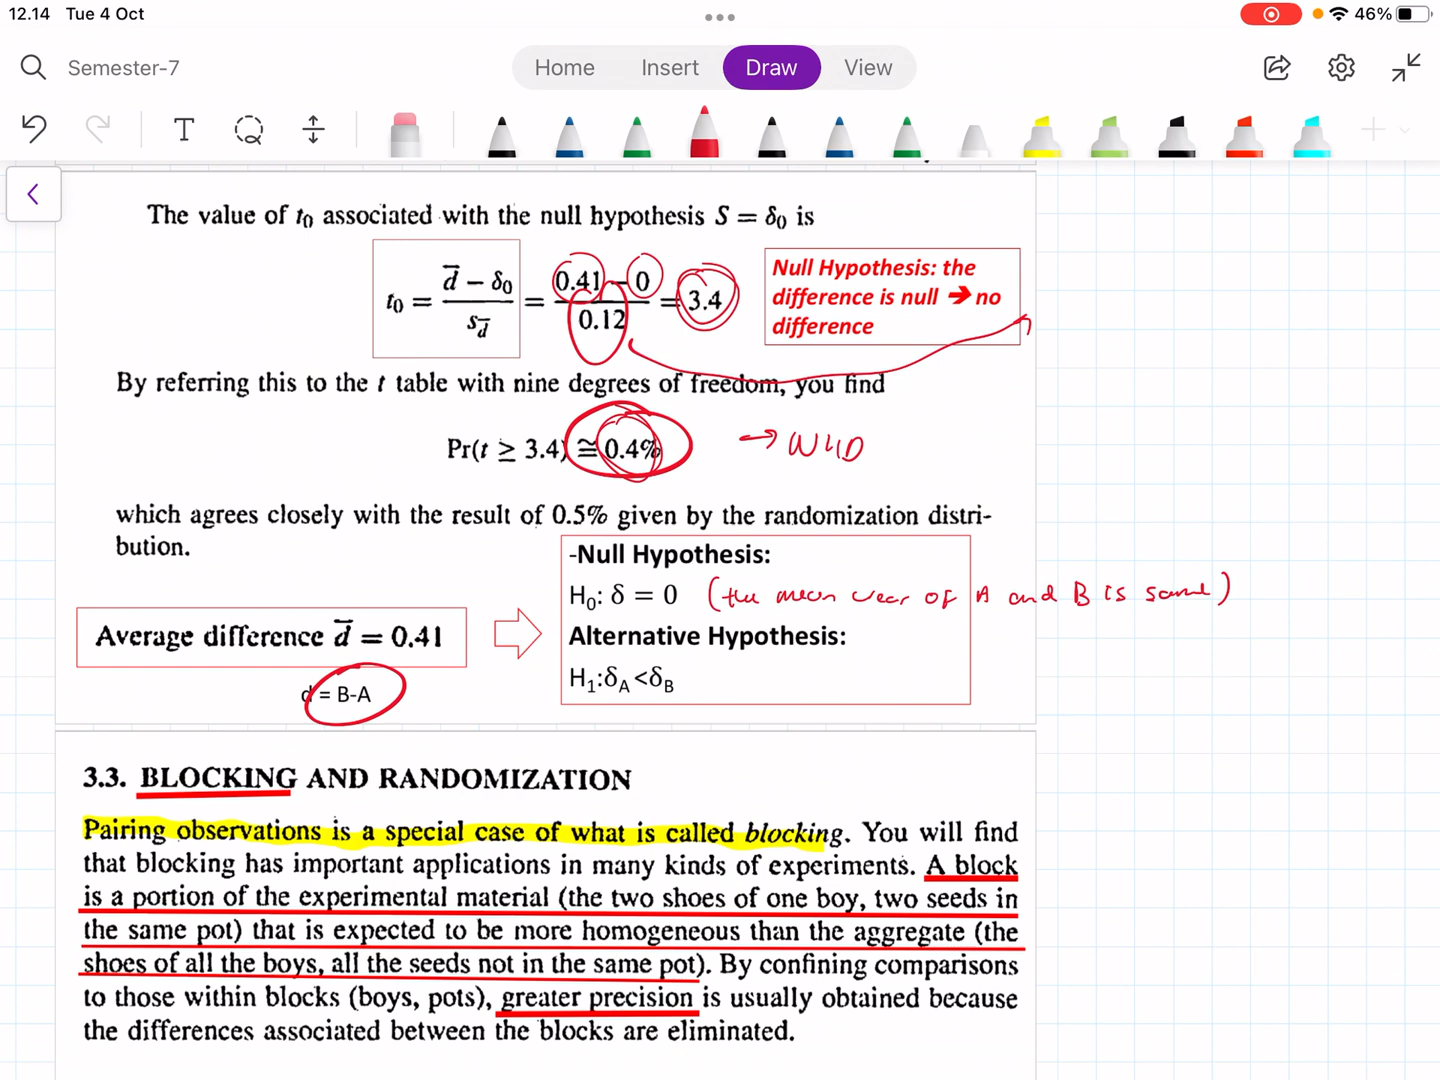 12.14 Tue 4 Oct
46%
Semester-7
Home Insert Draw View
The value of t₀ associated with the null hypothesis S = δ₀ is
t₀ = (d̄ − δ₀) / s_d̄ = (0.41 − 0) / 0.12 = 3.4
Null Hypothesis: the
difference is null ➔ no
difference
By referring this to the t table with nine degrees of freedom, you find
Pr(t ≥ 3.4) ≅ 0.4%
which agrees closely with the result of 0.5% given by the randomization distri-
bution.
-Null Hypothesis:
H₀: δ = 0 (the mean wear of A and B is same)
Average difference d̄ = 0.41
Alternative Hypothesis:
H₁:δ_A <δ_B
d = B-A
3.3. BLOCKING AND RANDOMIZATION
Pairing observations is a special case of what is called blocking. You will find
that blocking has important applications in many kinds of experiments. A block
is a portion of the experimental material (the two shoes of one boy, two seeds in
the same pot) that is expected to be more homogeneous than the aggregate (the
shoes of all the boys, all the seeds not in the same pot). By confining comparisons
to those within blocks (boys, pots), greater precision is usually obtained because
the differences associated between the blocks are eliminated.